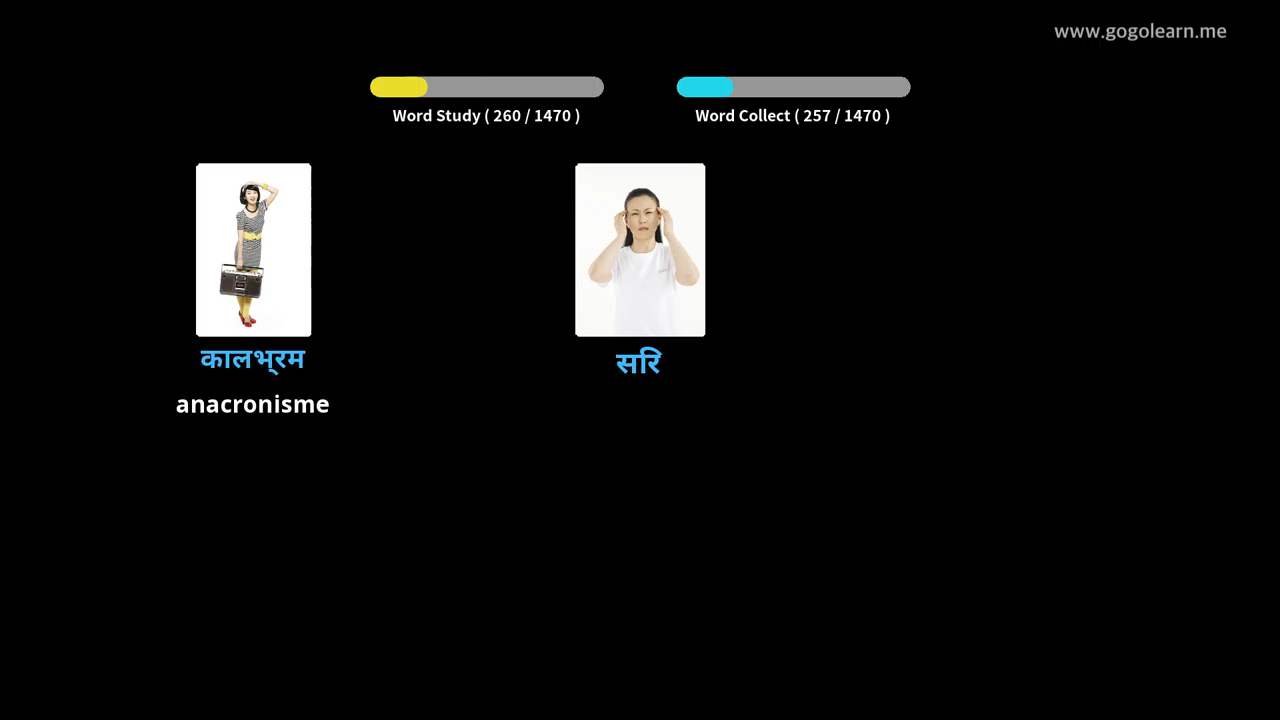 www.gogolearn.me
Word Study ( 260 / 1470 )
Word Collect ( 257 / 1470 )
कालभ्रम
सरि
anacronisme